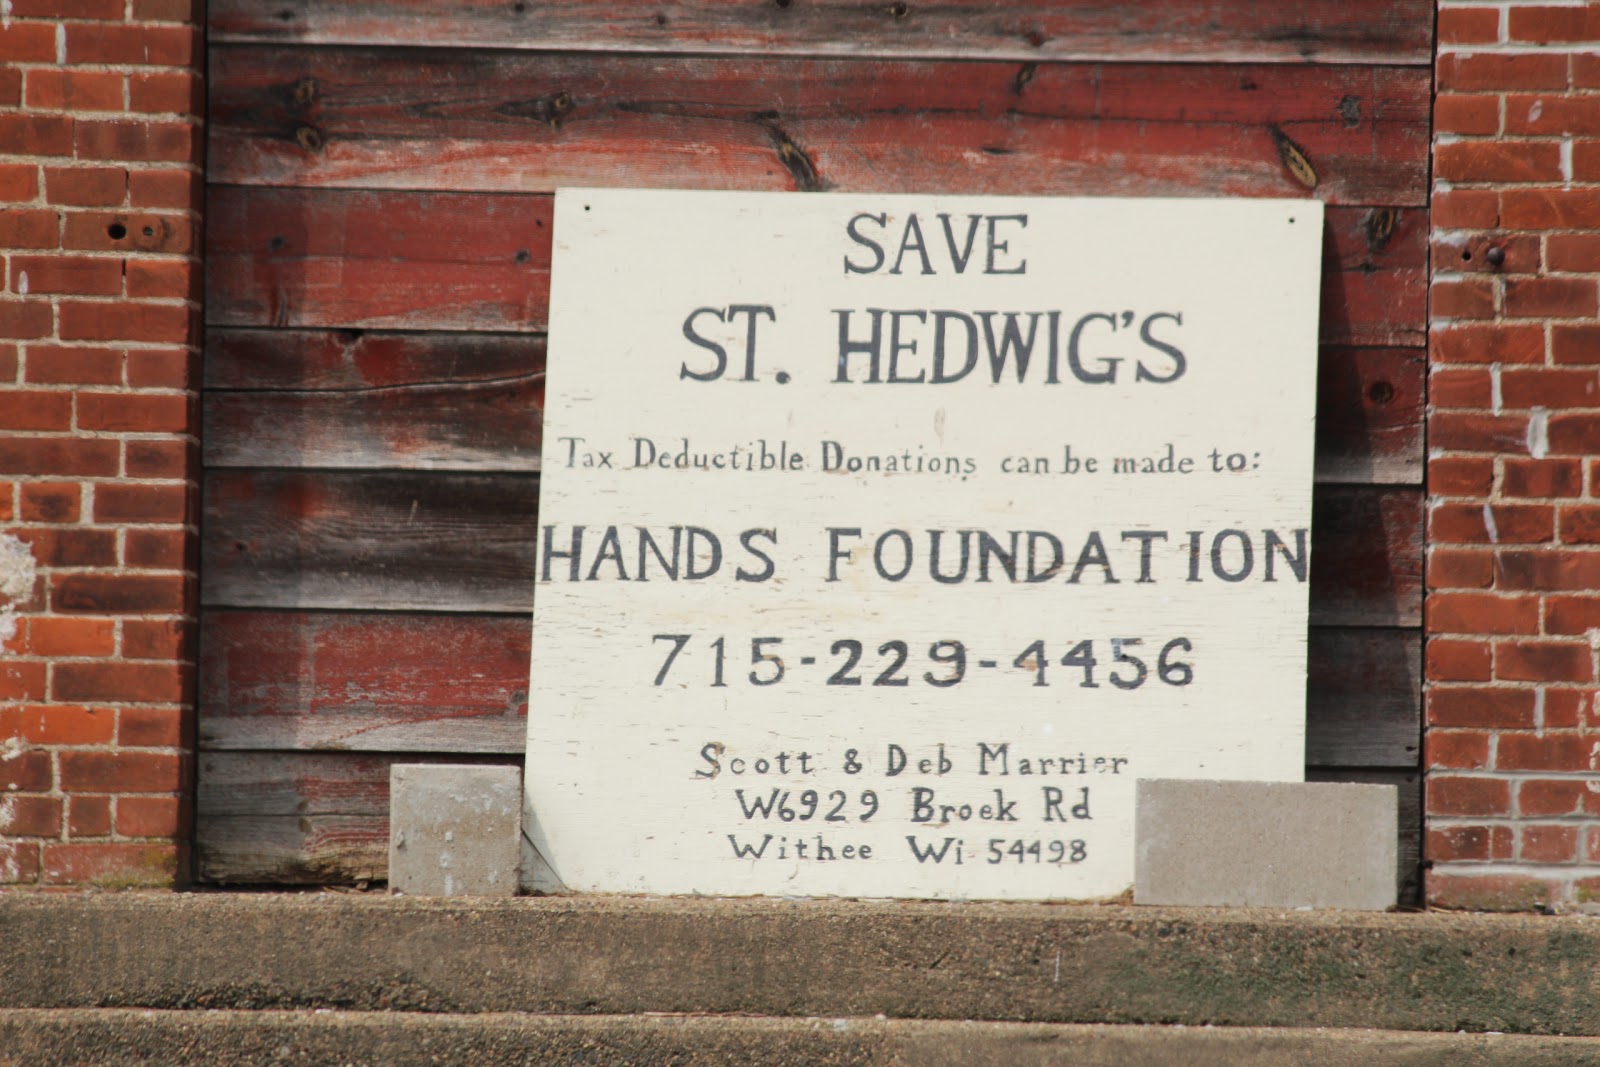 SAVE
ST. HEDWIG'S
Tax Deductible Donations can be made to:
HANDS FOUNDATION
715-229-4456
Scott & Deb Marrier
W6929 Broek Rd
Withee Wi 54498